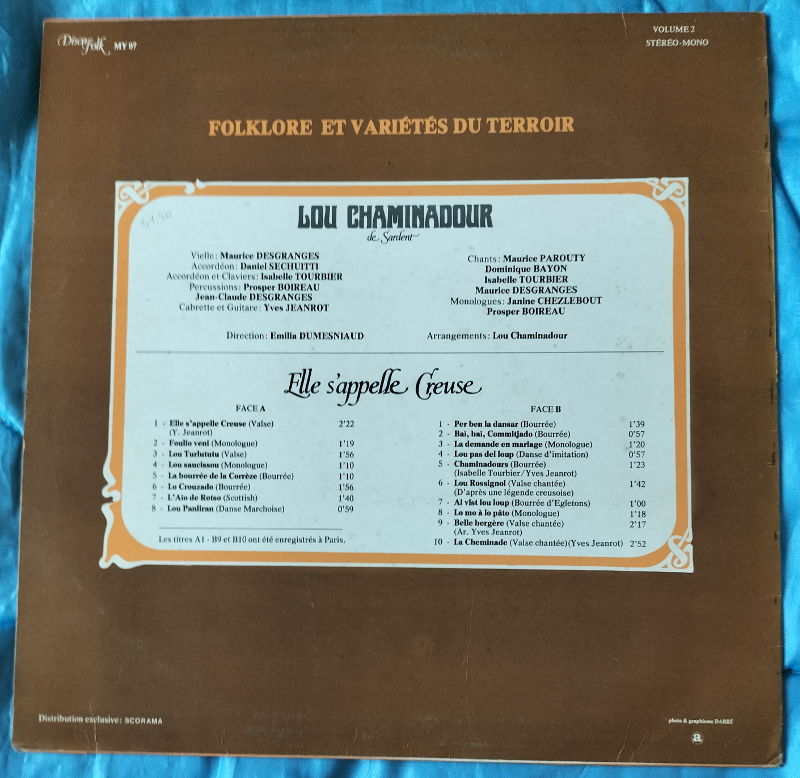 Disco folk MY 07
VOLUME 2
STÉRÉO-MONO
FOLKLORE ET VARIÉTÉS DU TERROIR
51.50
LOU CHAMINADOUR
de Sardent
Vielle : Maurice DESGRANGES
Accordéon : Daniel SECHUITTI
Accordéon et Claviers : Isabelle TOURBIER
Percussions : Prosper BOIREAU
Jean-Claude DESGRANGES
Cabrette et Guitare : Yves JEANROT
Chants : Maurice PAROUTY
Dominique BAYON
Isabelle TOURBIER
Maurice DESGRANGES
Monologues : Janine CHEZLEBOUT
Prosper BOIREAU
Direction : Emilia DUMESNIAUD
Arrangements : Lou Chaminadour
Elle s'appelle Creuse
FACE A
1 - Elle s'appelle Creuse (Valse) 2'22
(Y. Jeanrot)
2 - Foulio veni (Monologue) 1'19
3 - Lou Turlututu (Valse) 1'56
4 - Lou saucissou (Monologue) 1'10
5 - La bourrée de la Corrèze (Bourrée) 1'10
6 - Lo Crouzado (Bourrée) 1'56
7 - L'Aïo de Rotso (Scottish) 1'40
8 - Lou Panliran (Danse Marchoise) 0'59
Les titres A1 - B9 et B10 ont été enregistrés à Paris.
FACE B
1 - Per ben la dansar (Bourrée) 1'39
2 - Baï, baï, Commitjado (Bourrée) 0'57
3 - La demande en mariage (Monologue) 1'20
4 - Lou pas del loup (Danse d'imitation) 0'57
5 - Chaminadours (Bourrée) 1'23
(Isabelle Tourbier/Yves Jeanrot)
6 - Lou Rossignol (Valse chantée) 1'42
(D'après une légende creusoise)
7 - Al vist lou loup (Bourrée d'Egletons) 1'00
8 - Lo mo à lo pâto (Monologue) 1'18
9 - Belle bergère (Valse chantée) 2'17
(Ar. Yves Jeanrot)
10 - La Cheminade (Valse chantée)(Yves Jeanrot) 2'52
Distribution exclusive : SCORAMA
photo & graphisme DARRÉ
a